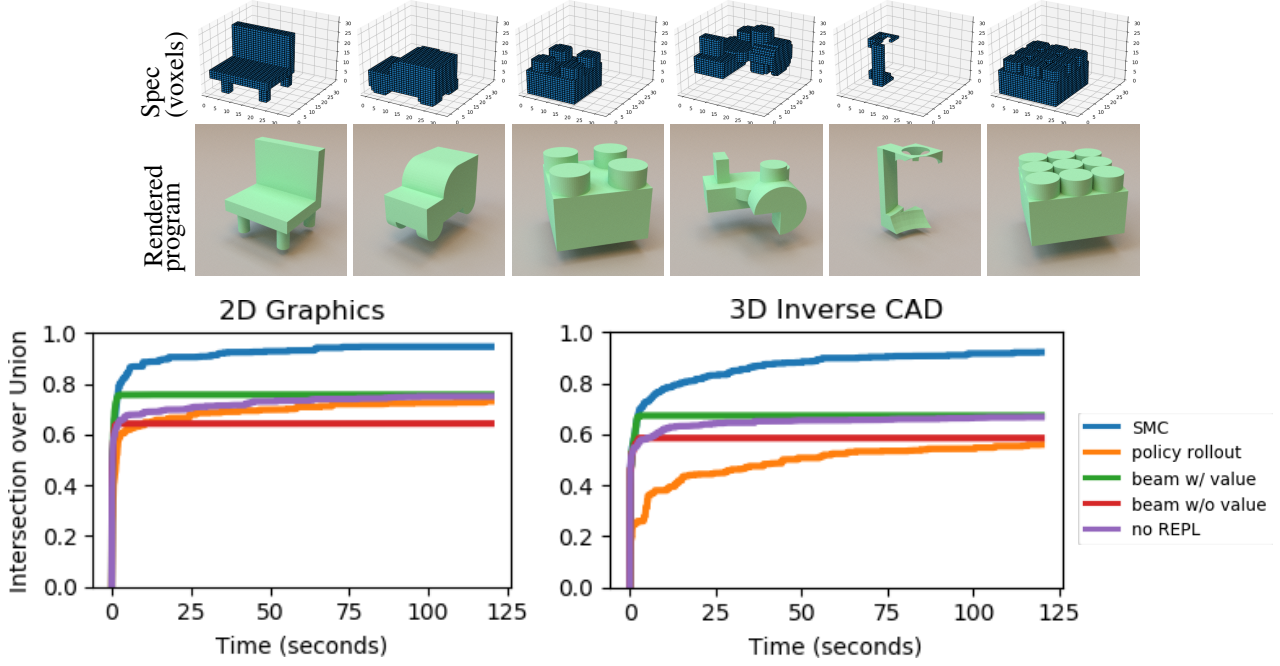 Spec
(voxels)
Rendered
program
2D Graphics
3D Inverse CAD
Intersection over Union
1.0
0.8
0.6
0.4
0.2
0.0
0
25
50
75
100
125
Time (seconds)
1.0
0.8
0.6
0.4
0.2
0.0
0
25
50
75
100
125
Time (seconds)
SMC
policy rollout
beam w/ value
beam w/o value
no REPL